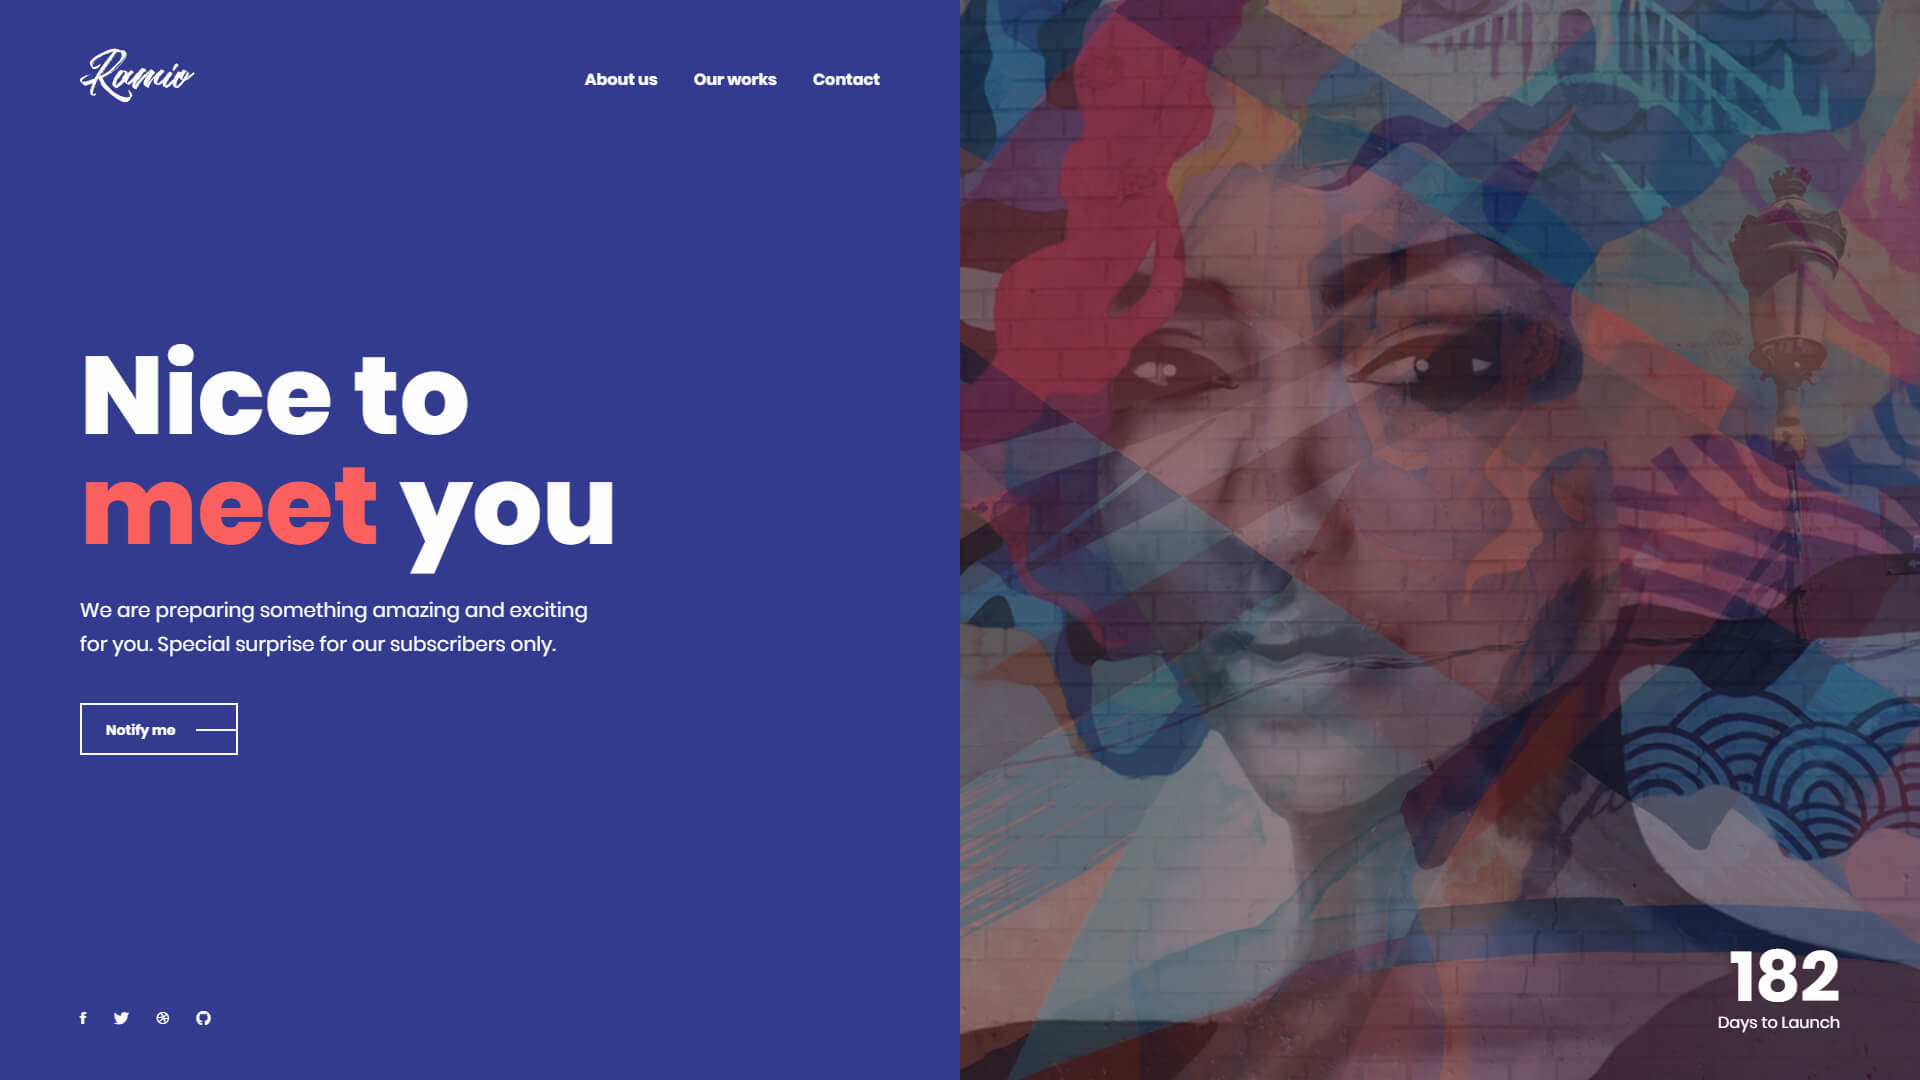 Ramio
About us
Our works
Contact
Nice to
meet you
We are preparing something amazing and exciting
for you. Special surprise for our subscribers only.
Notify me
182
Days to Launch